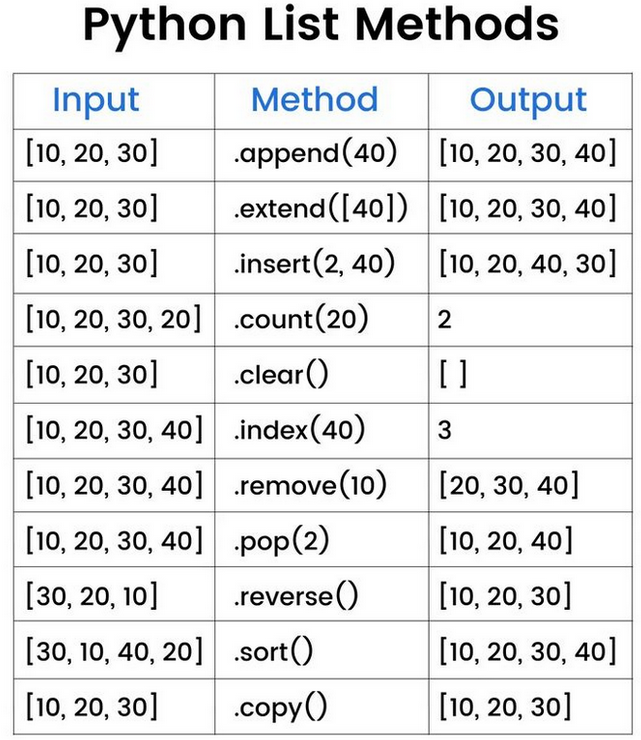 Python List Methods
Input Method Output
[10, 20, 30] .append(40) [10, 20, 30, 40]
[10, 20, 30] .extend([40]) [10, 20, 30, 40]
[10, 20, 30] .insert(2, 40) [10, 20, 40, 30]
[10, 20, 30, 20] .count(20) 2
[10, 20, 30] .clear() [ ]
[10, 20, 30, 40] .index(40) 3
[10, 20, 30, 40] .remove(10) [20, 30, 40]
[10, 20, 30, 40] .pop(2) [10, 20, 40]
[30, 20, 10] .reverse() [10, 20, 30]
[30, 10, 40, 20] .sort() [10, 20, 30, 40]
[10, 20, 30] .copy() [10, 20, 30]